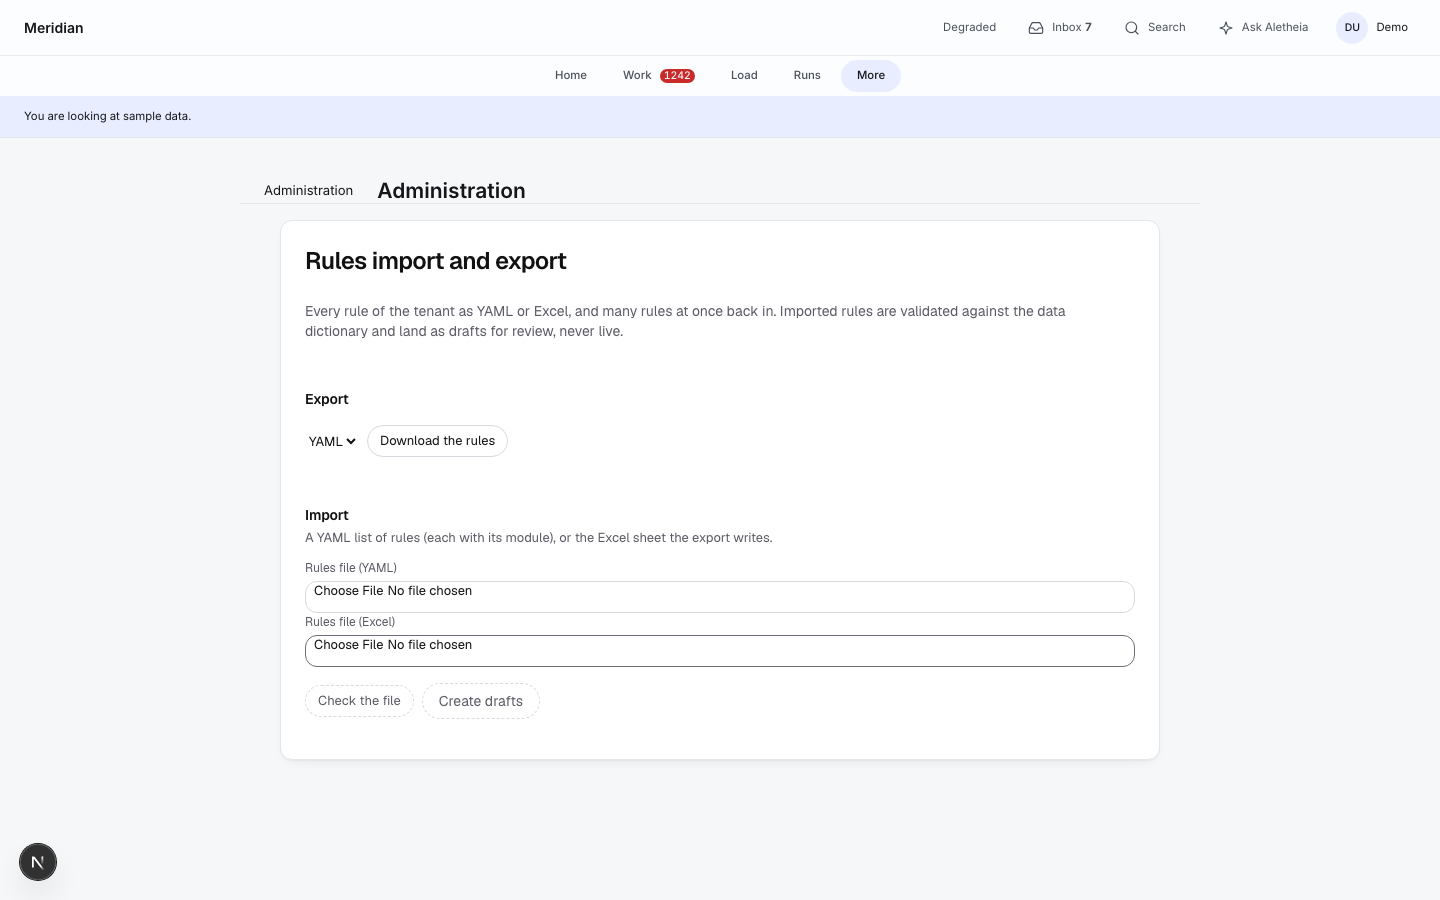 Meridian
Degraded
Inbox 7
Search
Ask Aletheia
DU
Demo
Home
Work 1242
Load
Runs
More
You are looking at sample data.
Administration
Administration
Rules import and export
Every rule of the tenant as YAML or Excel, and many rules at once back in. Imported rules are validated against the data
dictionary and land as drafts for review, never live.
Export
YAML
Download the rules
Import
A YAML list of rules (each with its module), or the Excel sheet the export writes.
Rules file (YAML)
Choose File No file chosen
Rules file (Excel)
Choose File No file chosen
Check the file
Create drafts
N